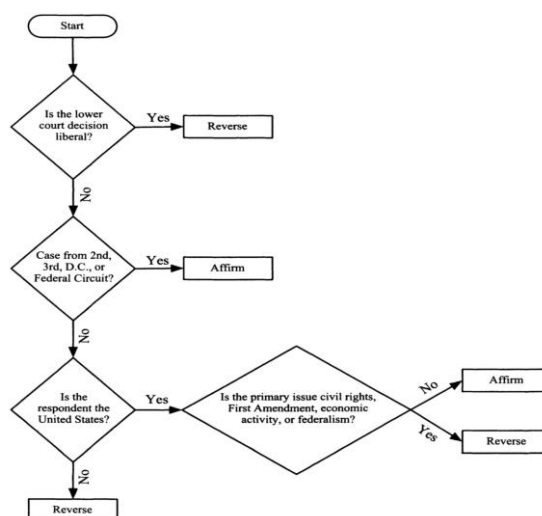 Start
Is the lower
court decision
liberal?
Yes
Reverse
No
Case from 2nd,
3rd, D.C., or
Federal Circuit?
Yes
Affirm
No
Is the
respondent the
United States?
Yes
Is the primary issue civil rights,
First Amendment, economic
activity, or federalism?
No
Affirm
Yes
Reverse
No
Reverse